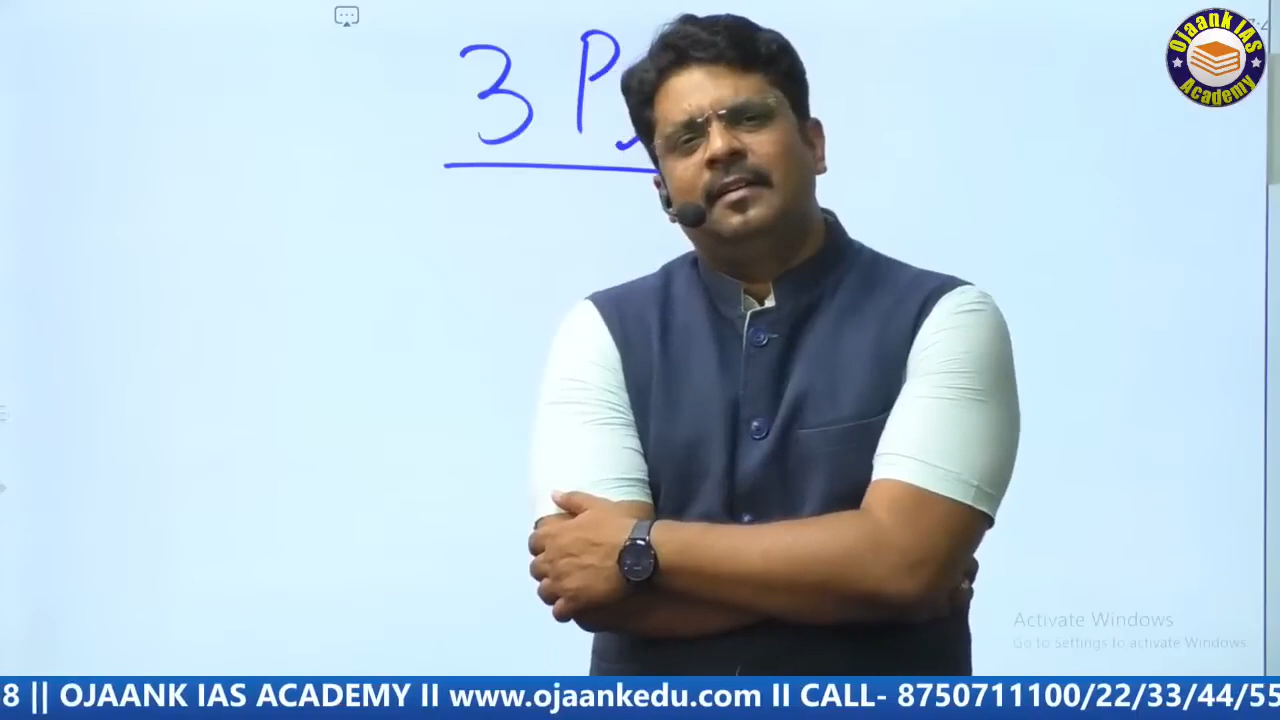 3 P
Ojaank IAS
Academy
Activate Windows
Go to Settings to activate Windows.
8 || OJAANK IAS ACADEMY II www.ojaankedu.com II CALL- 8750711100/22/33/44/55